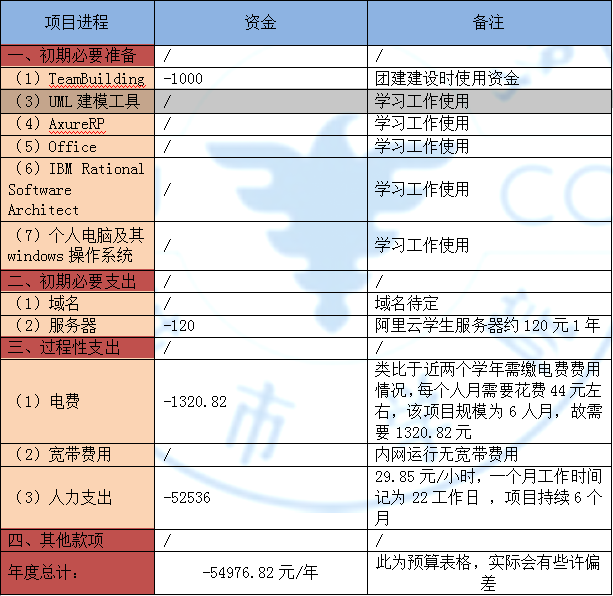 项目进程 资金 备注
一、初期必要准备 / /
（1）TeamBuilding -1000 团建建设时使用资金
（3）UML 建模工具 / 学习工作使用
（4）AxureRP / 学习工作使用
（5）Office / 学习工作使用
（6）IBM Rational
Software
Architect
/ 学习工作使用
（7）个人电脑及其
windows 操作系统
/ 学习工作使用
二、初期必要支出 / /
（1）域名 / 域名待定
（2）服务器 -120 阿里云学生服务器约 120 元 1 年
三、过程性支出 / /
（1）电费 -1320.82
类比于近两个学年需缴电费费用
情况，每个人月需要花费 44 元左
右，该项目规模为 6 人月，故需
要 1320.82 元
（2）宽带费用 / 内网运行无宽带费用
（3）人力支出 -52536
29.85 元/小时，一个月工作时间
记为 22 工作日 ，项目持续 6 个
月
四、其他款项 / /
年度总计： -54976.82 元/年
此为预算表格，实际会有些许偏
差
市